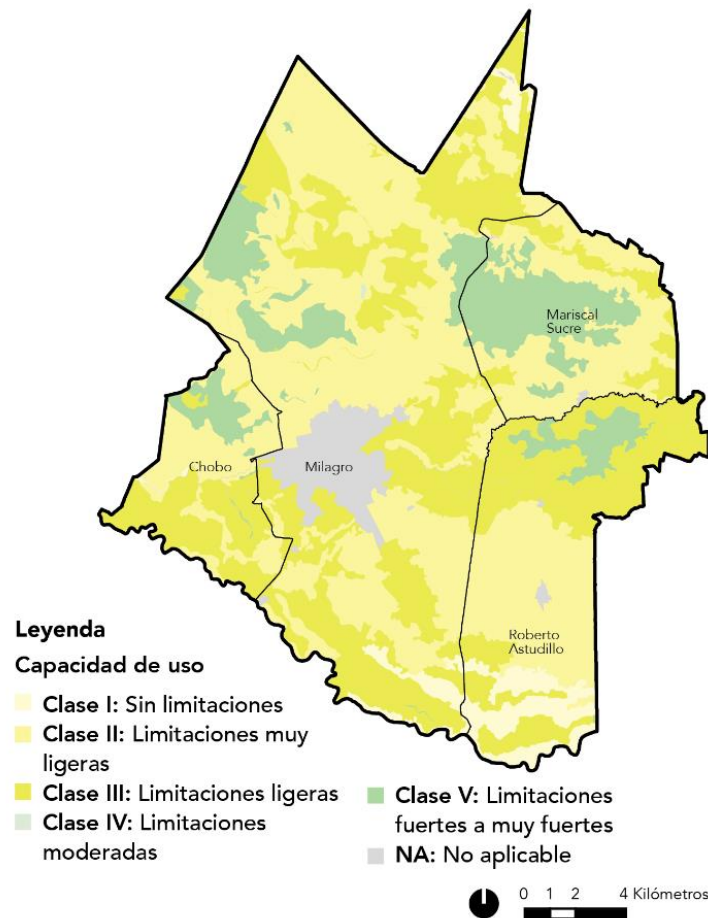 Mariscal
Sucre
Chobo
Milagro
Roberto
Astudillo
Leyenda
Capacidad de uso
Clase I: Sin limitaciones
Clase II: Limitaciones muy
ligeras
Clase III: Limitaciones ligeras
Clase IV: Limitaciones
moderadas
Clase V: Limitaciones
fuertes a muy fuertes
NA: No aplicable
0 1 2 4 Kilómetros